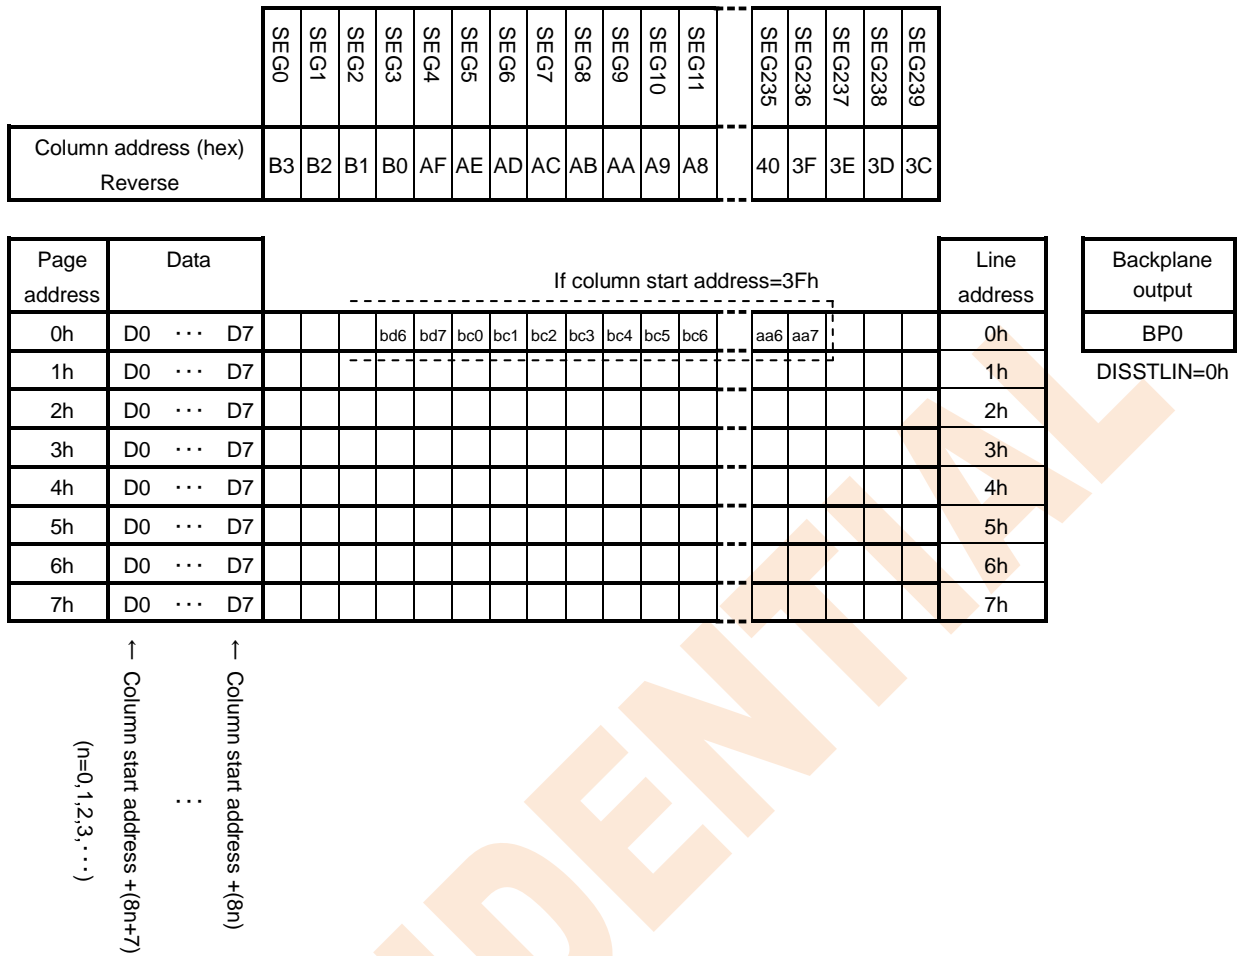 SEG0 SEG1 SEG2 SEG3 SEG4 SEG5 SEG6 SEG7 SEG8 SEG9 SEG10 SEG11 SEG235 SEG236 SEG237 SEG238 SEG239
Column address (hex)
Reverse
B3 B2 B1 B0 AF AE AD AC AB AA A9 A8 40 3F 3E 3D 3C
Page address
Data
If column start address=3Fh
Line address
Backplane output
0h D0 ··· D7 bd6 bd7 bc0 bc1 bc2 bc3 bc4 bc5 bc6 aa6 aa7 0h BP0
1h D0 ··· D7 1h DISSTLIN=0h
2h D0 ··· D7 2h
3h D0 ··· D7 3h
4h D0 ··· D7 4h
5h D0 ··· D7 5h
6h D0 ··· D7 6h
7h D0 ··· D7 7h
← Column start address +(8n)
···
← Column start address +(8n+7)
(n=0,1,2,3,···)
DENTIAL